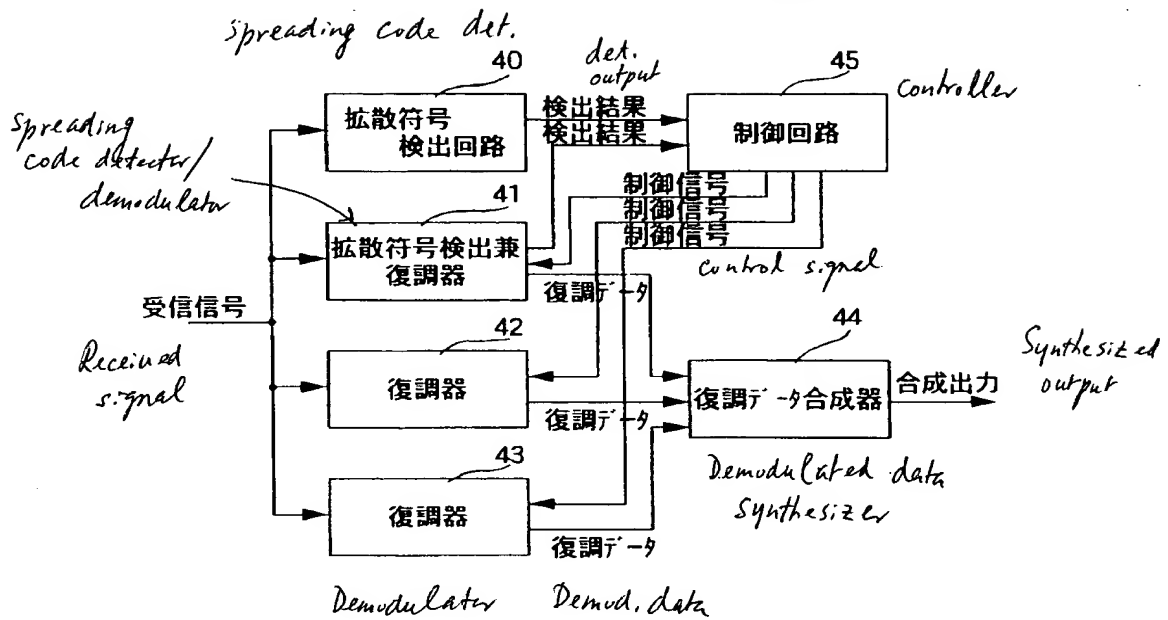 spreading code det.
40
拡散符号
検出回路
det.
output
検出結果
検出結果
45
制御回路
controller
spreading
code detector/
demodulator
41
拡散符号検出兼
復調器
制御信号
制御信号
制御信号
control signal
復調データ
受信信号
Received
signal
42
復調器
復調データ
44
復調データ合成器
合成出力
Synthesized
output
Demodulated data
Synthesizer
43
復調器
復調データ
Demodulator
Demod. data